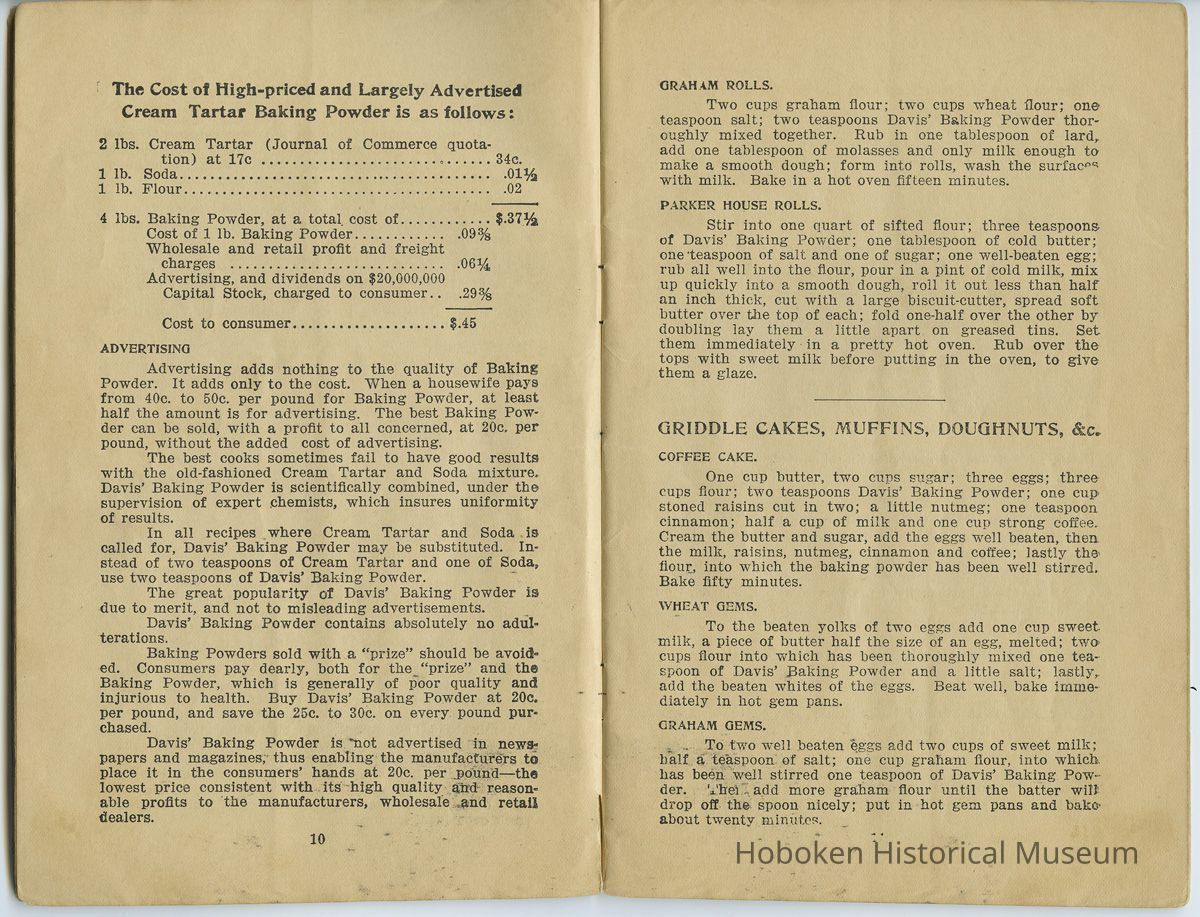 The Cost of High-priced and Largely Advertised
Cream Tartar Baking Powder is as follows:
2 lbs. Cream Tartar (Journal of Commerce quota-
tion) at 17c ............................ 34c.
1 lb. Soda........................................ .01½
1 lb. Flour....................................... .02
4 lbs. Baking Powder, at a total cost of............ $.37½
Cost of 1 lb. Baking Powder............ .09⅜
Wholesale and retail profit and freight
charges .......................... .06¼
Advertising, and dividends on $20,000,000
Capital Stock, charged to consumer.. .29⅜
Cost to consumer.................... $.45
ADVERTISING
Advertising adds nothing to the quality of Baking
Powder. It adds only to the cost. When a housewife pays
from 40c. to 50c. per pound for Baking Powder, at least
half the amount is for advertising. The best Baking Pow-
der can be sold, with a profit to all concerned, at 20c. per
pound, without the added cost of advertising.
The best cooks sometimes fail to have good results
with the old-fashioned Cream Tartar and Soda mixture.
Davis' Baking Powder is scientifically combined, under the
supervision of expert chemists, which insures uniformity
of results.
In all recipes where Cream Tartar and Soda is
called for, Davis' Baking Powder may be substituted. In-
stead of two teaspoons of Cream Tartar and one of Soda,
use two teaspoons of Davis' Baking Powder.
The great popularity of Davis' Baking Powder is
due to merit, and not to misleading advertisements.
Davis' Baking Powder contains absolutely no adul-
terations.
Baking Powders sold with a "prize" should be avoid-
ed. Consumers pay dearly, both for the "prize" and the
Baking Powder, which is generally of poor quality and
injurious to health. Buy Davis' Baking Powder at 20c.
per pound, and save the 25c. to 30c. on every pound pur-
chased.
Davis' Baking Powder is not advertised in news-
papers and magazines, thus enabling the manufacturers to
place it in the consumers' hands at 20c. per pound—the
lowest price consistent with its high quality and reason-
able profits to the manufacturers, wholesale and retail
dealers.
10
GRAHAM ROLLS.
Two cups graham flour; two cups wheat flour; one
teaspoon salt; two teaspoons Davis' Baking Powder thor-
oughly mixed together. Rub in one tablespoon of lard,
add one tablespoon of molasses and only milk enough to
make a smooth dough; form into rolls, wash the surfaces
with milk. Bake in a hot oven fifteen minutes.
PARKER HOUSE ROLLS.
Stir into one quart of sifted flour; three teaspoons
of Davis' Baking Powder; one tablespoon of cold butter;
one teaspoon of salt and one of sugar; one well-beaten egg;
rub all well into the flour, pour in a pint of cold milk, mix
up quickly into a smooth dough, roll it out less than half
an inch thick, cut with a large biscuit-cutter, spread soft
butter over the top of each; fold one-half over the other by
doubling lay them a little apart on greased tins. Set
them immediately in a pretty hot oven. Rub over the
tops with sweet milk before putting in the oven, to give
them a glaze.
GRIDDLE CAKES, MUFFINS, DOUGHNUTS, &c.
COFFEE CAKE.
One cup butter, two cups sugar; three eggs; three
cups flour; two teaspoons Davis' Baking Powder; one cup
stoned raisins cut in two; a little nutmeg; one teaspoon
cinnamon; half a cup of milk and one cup strong coffee.
Cream the butter and sugar, add the eggs well beaten, then
the milk, raisins, nutmeg, cinnamon and coffee; lastly the
flour, into which the baking powder has been well stirred.
Bake fifty minutes.
WHEAT GEMS.
To the beaten yolks of two eggs add one cup sweet
milk, a piece of butter half the size of an egg, melted; two
cups flour into which has been thoroughly mixed one tea-
spoon of Davis' Baking Powder and a little salt; lastly,
add the beaten whites of the eggs. Beat well, bake imme-
diately in hot gem pans.
GRAHAM GEMS.
To two well beaten eggs add two cups of sweet milk;
half a teaspoon of salt; one cup graham flour, into which
has been well stirred one teaspoon of Davis' Baking Pow-
der. Then add more graham flour until the batter will
drop off the spoon nicely; put in hot gem pans and bake
about twenty minutes.
Hoboken Historical Museum